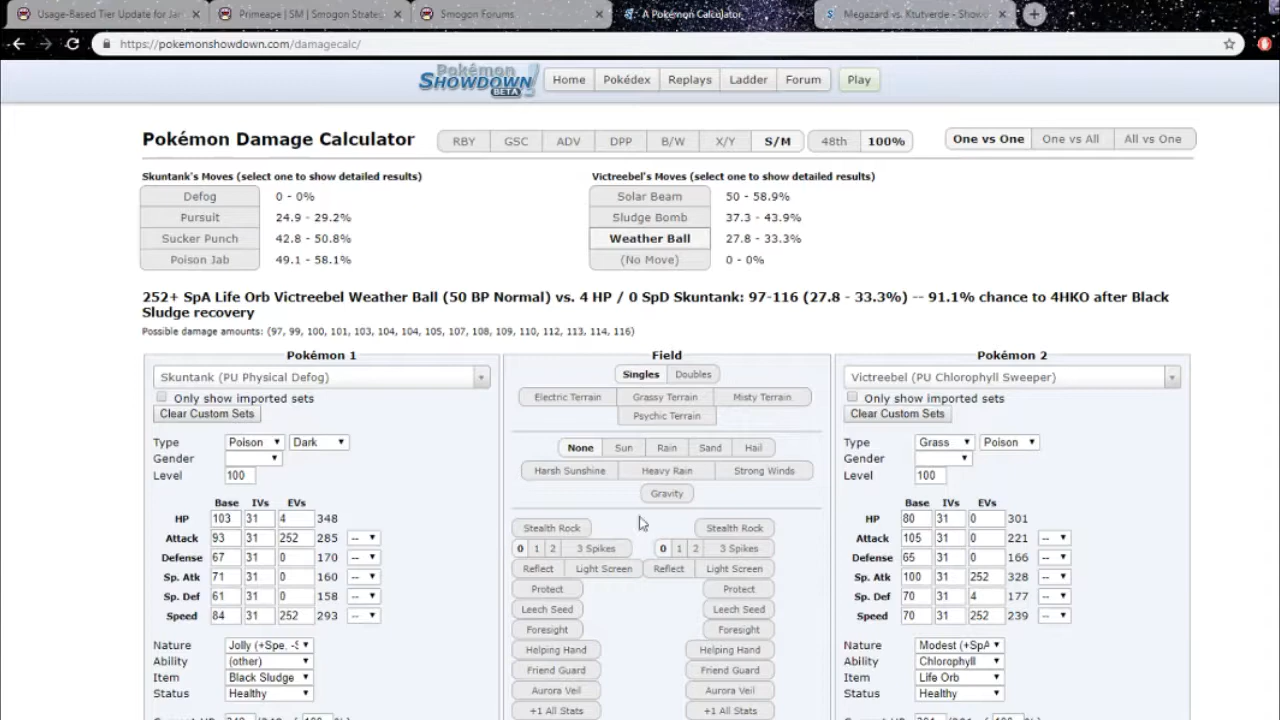 Usage-Based Tier Update for Jan × Primeape | SM | Smogon Strate × Smogon Forums × A Pokémon Calculator × Megazard vs. Ktutverde - Show ×
https://pokemonshowdown.com/damagecalc/
Pokémon SHOWDOWN! BETA Home Pokédex Replays Ladder Forum Play
Pokémon Damage Calculator RBY GSC ADV DPP B/W X/Y S/M 48th 100% One vs One One vs All All vs One
Skuntank's Moves (select one to show detailed results) Victreebel's Moves (select one to show detailed results)
Defog 0 - 0% Solar Beam 50 - 58.9%
Pursuit 24.9 - 29.2% Sludge Bomb 37.3 - 43.9%
Sucker Punch 42.8 - 50.8% Weather Ball 27.8 - 33.3%
Poison Jab 49.1 - 58.1% (No Move) 0 - 0%
252+ SpA Life Orb Victreebel Weather Ball (50 BP Normal) vs. 4 HP / 0 SpD Skuntank: 97-116 (27.8 - 33.3%) -- 91.1% chance to 4HKO after Black
Sludge recovery
Possible damage amounts: (97, 99, 100, 101, 103, 104, 104, 105, 107, 108, 109, 110, 112, 113, 114, 116)
Pokémon 1 Field Pokémon 2
Skuntank (PU Physical Defog) Singles Doubles Victreebel (PU Chlorophyll Sweeper)
Only show imported sets Electric Terrain Grassy Terrain Misty Terrain Only show imported sets
Clear Custom Sets Psychic Terrain Clear Custom Sets
Type Poison Dark None Sun Rain Sand Hail Type Grass Poison
Gender Gender
Level 100 Harsh Sunshine Heavy Rain Strong Winds Level 100
Gravity
Base IVs EVs Base IVs EVs
HP 103 31 4 348 Stealth Rock Stealth Rock HP 80 31 0 301
Attack 93 31 252 285 -- 0 1 2 3 Spikes 0 1 2 3 Spikes Attack 105 31 0 221 --
Defense 67 31 0 170 -- Reflect Light Screen Reflect Light Screen Defense 65 31 0 166 --
Sp. Atk 71 31 0 160 -- Protect Protect Sp. Atk 100 31 252 328 --
Sp. Def 61 31 0 158 -- Leech Seed Leech Seed Sp. Def 70 31 4 177 --
Speed 84 31 252 293 -- Foresight Foresight Speed 70 31 252 239 --
Nature Jolly (+Spe, -S Helping Hand Helping Hand Nature Modest (+SpA
Ability (other) Friend Guard Friend Guard Ability Chlorophyll
Item Black Sludge Aurora Veil Aurora Veil Item Life Orb
Status Healthy +1 All Stats +1 All Stats Status Healthy